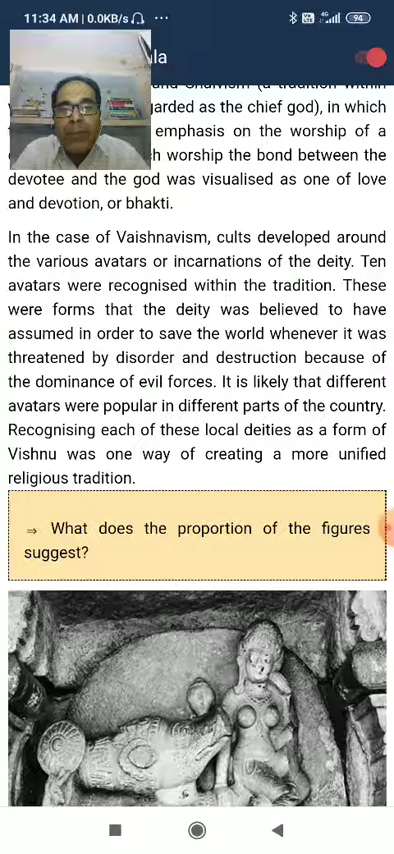 11:34 AM | 0.0KB/s
4G
94
la
and Shaivism (a tradition within
garded as the chief god), in which
emphasis on the worship of a
h worship the bond between the
devotee and the god was visualised as one of love
and devotion, or bhakti.
In the case of Vaishnavism, cults developed around
the various avatars or incarnations of the deity. Ten
avatars were recognised within the tradition. These
were forms that the deity was believed to have
assumed in order to save the world whenever it was
threatened by disorder and destruction because of
the dominance of evil forces. It is likely that different
avatars were popular in different parts of the country.
Recognising each of these local deities as a form of
Vishnu was one way of creating a more unified
religious tradition.
⇒ What does the proportion of the figures
suggest?